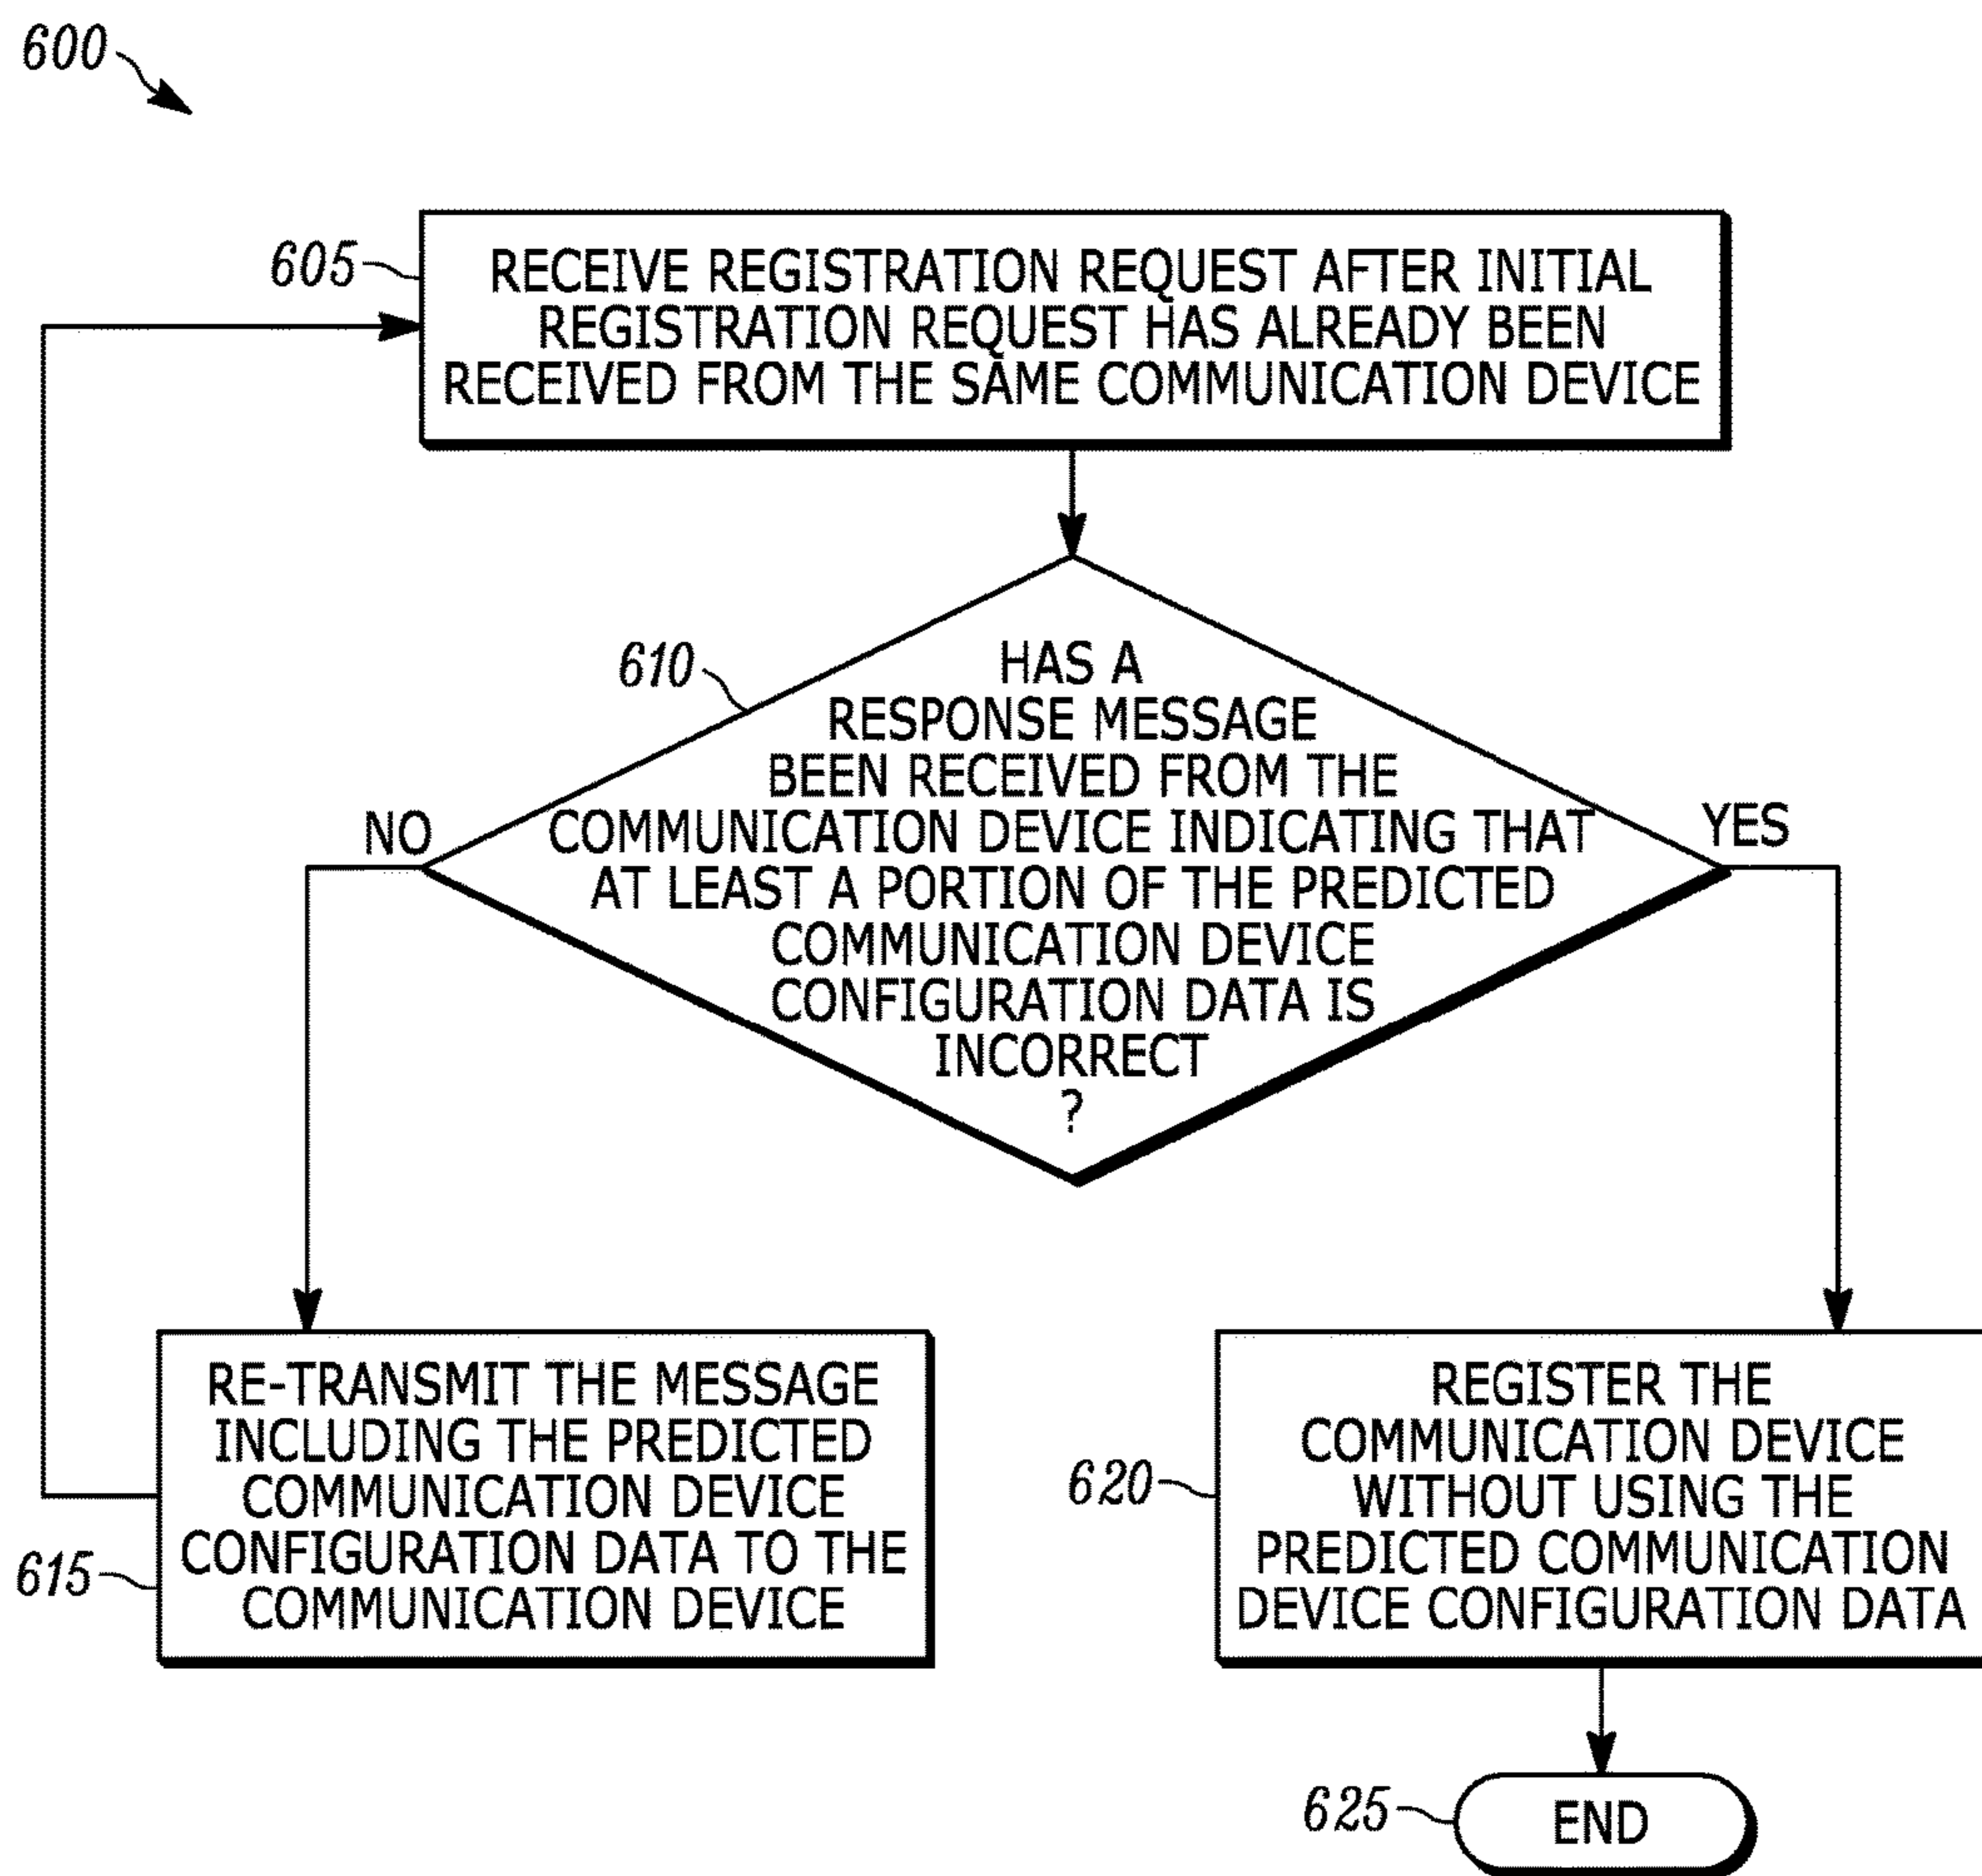 600
605
RECEIVE REGISTRATION REQUEST AFTER INITIAL
REGISTRATION REQUEST HAS ALREADY BEEN
RECEIVED FROM THE SAME COMMUNICATION DEVICE
610
HAS A
RESPONSE MESSAGE
BEEN RECEIVED FROM THE
COMMUNICATION DEVICE INDICATING THAT
AT LEAST A PORTION OF THE PREDICTED
COMMUNICATION DEVICE
CONFIGURATION DATA IS
INCORRECT
?
NO
YES
RE-TRANSMIT THE MESSAGE
INCLUDING THE PREDICTED
COMMUNICATION DEVICE
CONFIGURATION DATA TO THE
COMMUNICATION DEVICE
615
620
REGISTER THE
COMMUNICATION DEVICE
WITHOUT USING THE
PREDICTED COMMUNICATION
DEVICE CONFIGURATION DATA
625
END